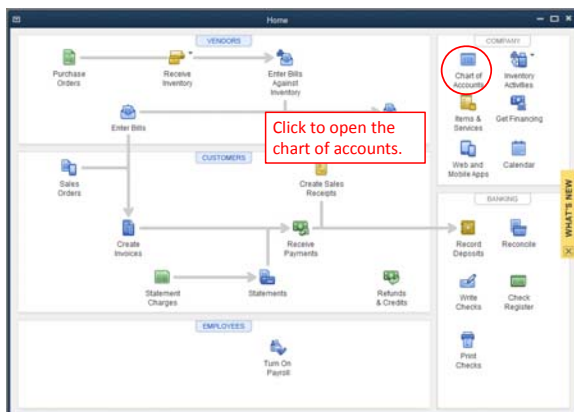 Home
VENDORS
Purchase
Orders
Receive
Inventory
Enter Bills
Against
Inventory
Enter Bills
Click to open the
chart of accounts.
CUSTOMERS
Sales
Orders
Create Sales
Receipts
Create
Invoices
Receive
Payments
Statement
Charges
Statements
Refunds
& Credits
EMPLOYEES
Turn On
Payroll
COMPANY
Chart of
Accounts
Inventory
Activities
Items &
Services
Get Financing
Web and
Mobile Apps
Calendar
BANKING
Record
Deposits
Reconcile
Write
Checks
Check
Register
Print
Checks
WHAT'S NEW